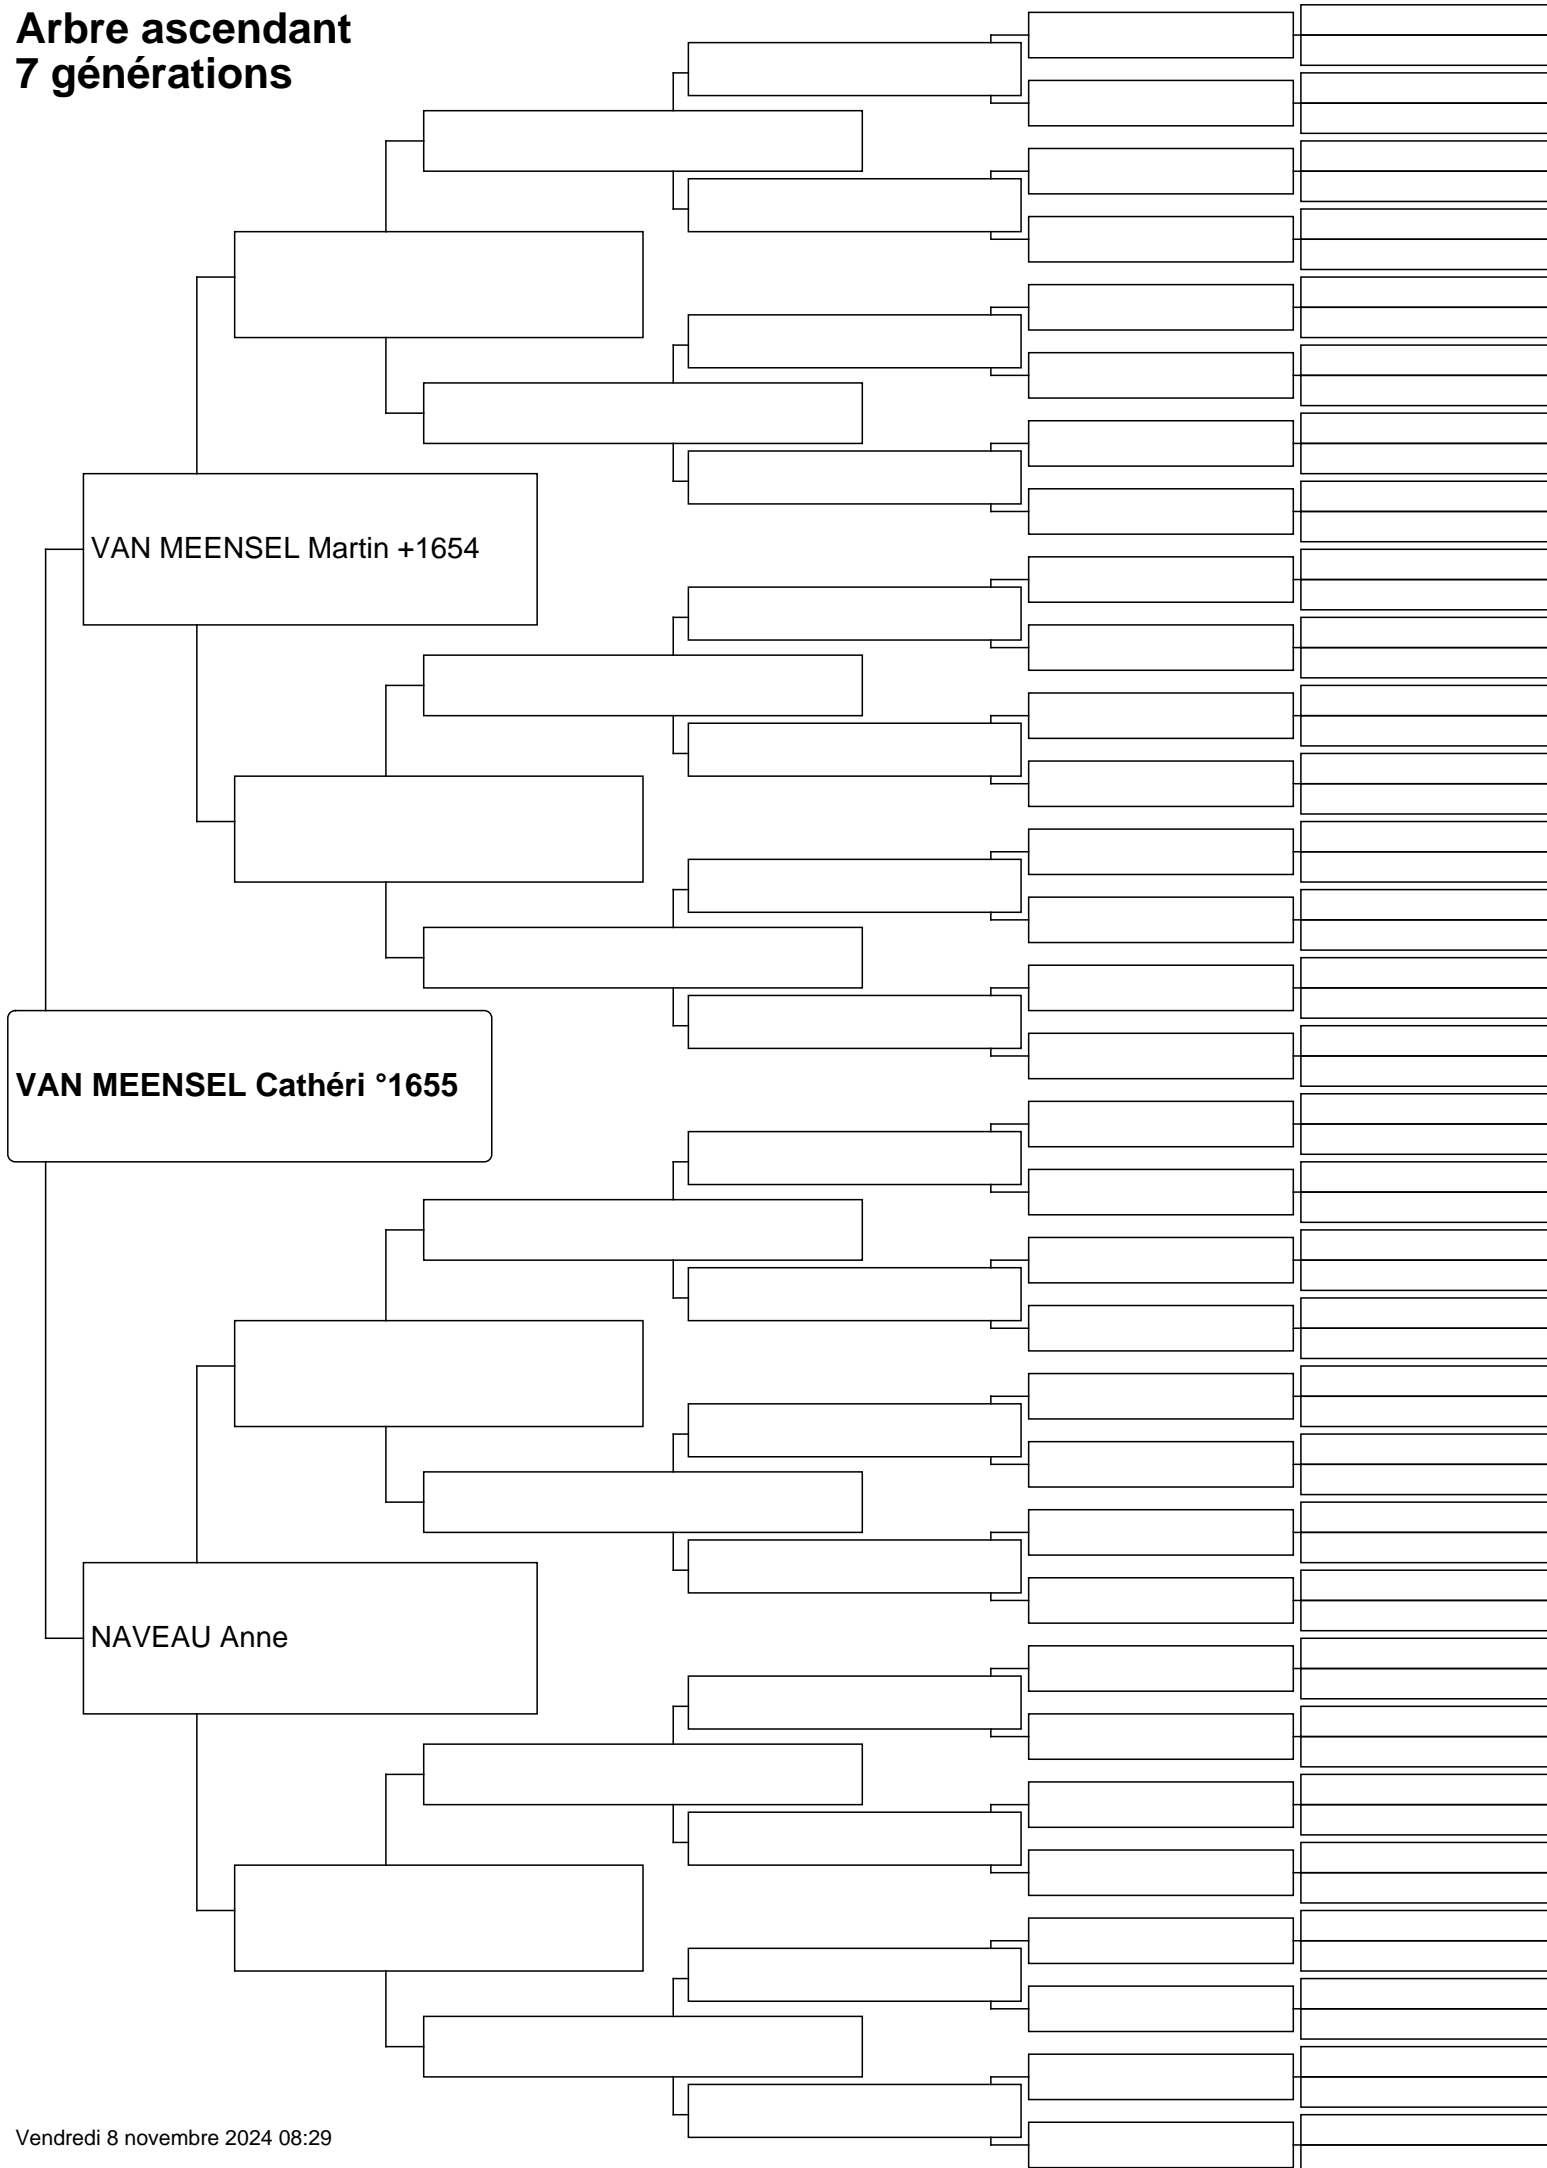 Arbre ascendant
7 générations
VAN MEENSEL Martin +1654
VAN MEENSEL Cathéri °1655
NAVEAU Anne
Vendredi 8 novembre 2024 08:29